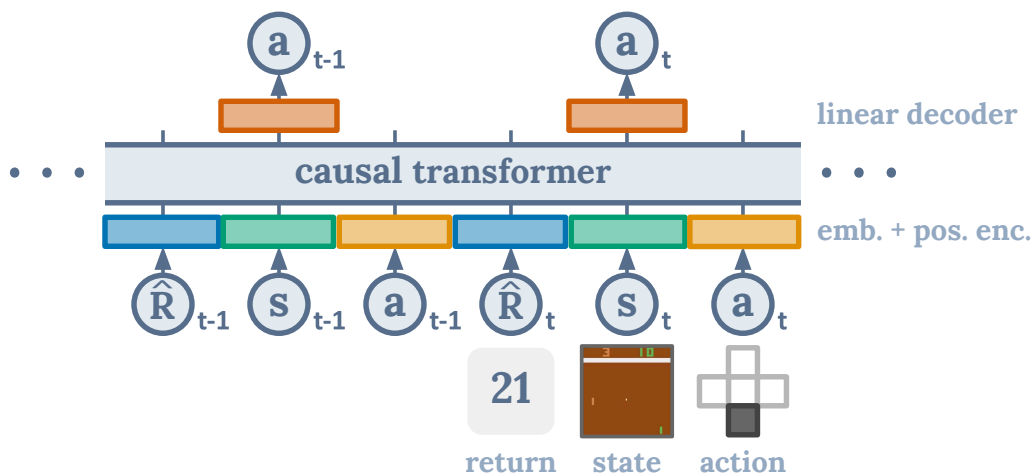 a t-1 a t
linear decoder
. . . causal transformer . . .
emb. + pos. enc.
R̂ t-1 s t-1 a t-1 R̂ t s t a t
3 10
21
return state action